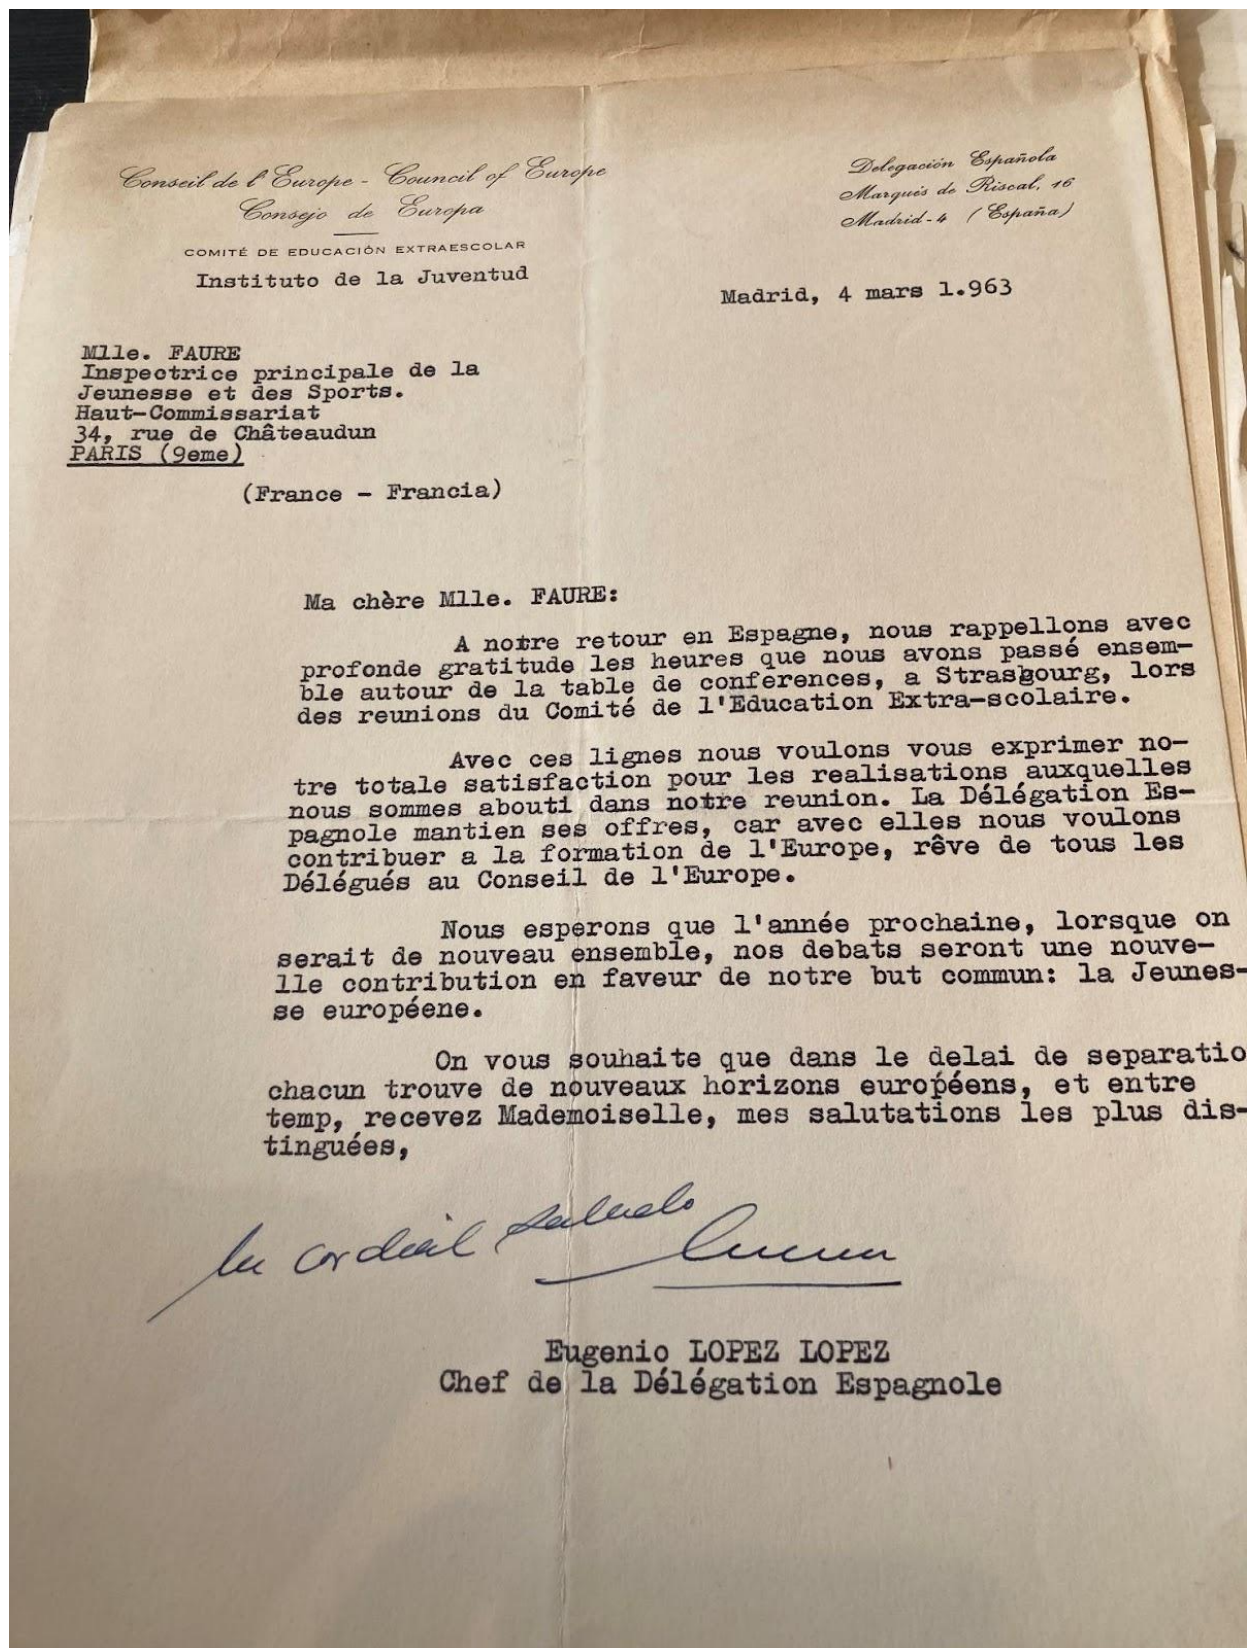 Conseil de l'Europe - Council of Europe
Consejo de Europa
COMITÉ DE EDUCACIÓN EXTRAESCOLAR
Instituto de la Juventud
Delegación Española
Marqués de Riscal, 16
Madrid-4 (España)
Madrid, 4 mars 1.963
Mlle. FAURE
Inspectrice principale de la
Jeunesse et des Sports.
Haut-Commissariat
34, rue de Châteaudun
PARIS (9eme)
(France - Francia)
Ma chère Mlle. FAURE:
A notre retour en Espagne, nous rappellons avec
profonde gratitude les heures que nous avons passé ensem-
ble autour de la table de conferences, a Strasbourg, lors
des reunions du Comité de l'Education Extra-scolaire.
Avec ces lignes nous voulons vous exprimer no-
tre totale satisfaction pour les realisations auxquelles
nous sommes abouti dans notre reunion. La Délégation Es-
pagnole mantien ses offres, car avec elles nous voulons
contribuer a la formation de l'Europe, rêve de tous les
Délégués au Conseil de l'Europe.
Nous esperons que l'année prochaine, lorsque on
serait de nouveau ensemble, nos debats seront une nouve-
lle contribution en faveur de notre but commun: la Jeunes-
se européene.
On vous souhaite que dans le delai de separatio
chacun trouve de nouveaux horizons européens, et entre
temp, recevez Mademoiselle, mes salutations les plus dis-
tinguées,
Un cordial saludo
Eugenio LOPEZ LOPEZ
Chef de la Délégation Espagnole